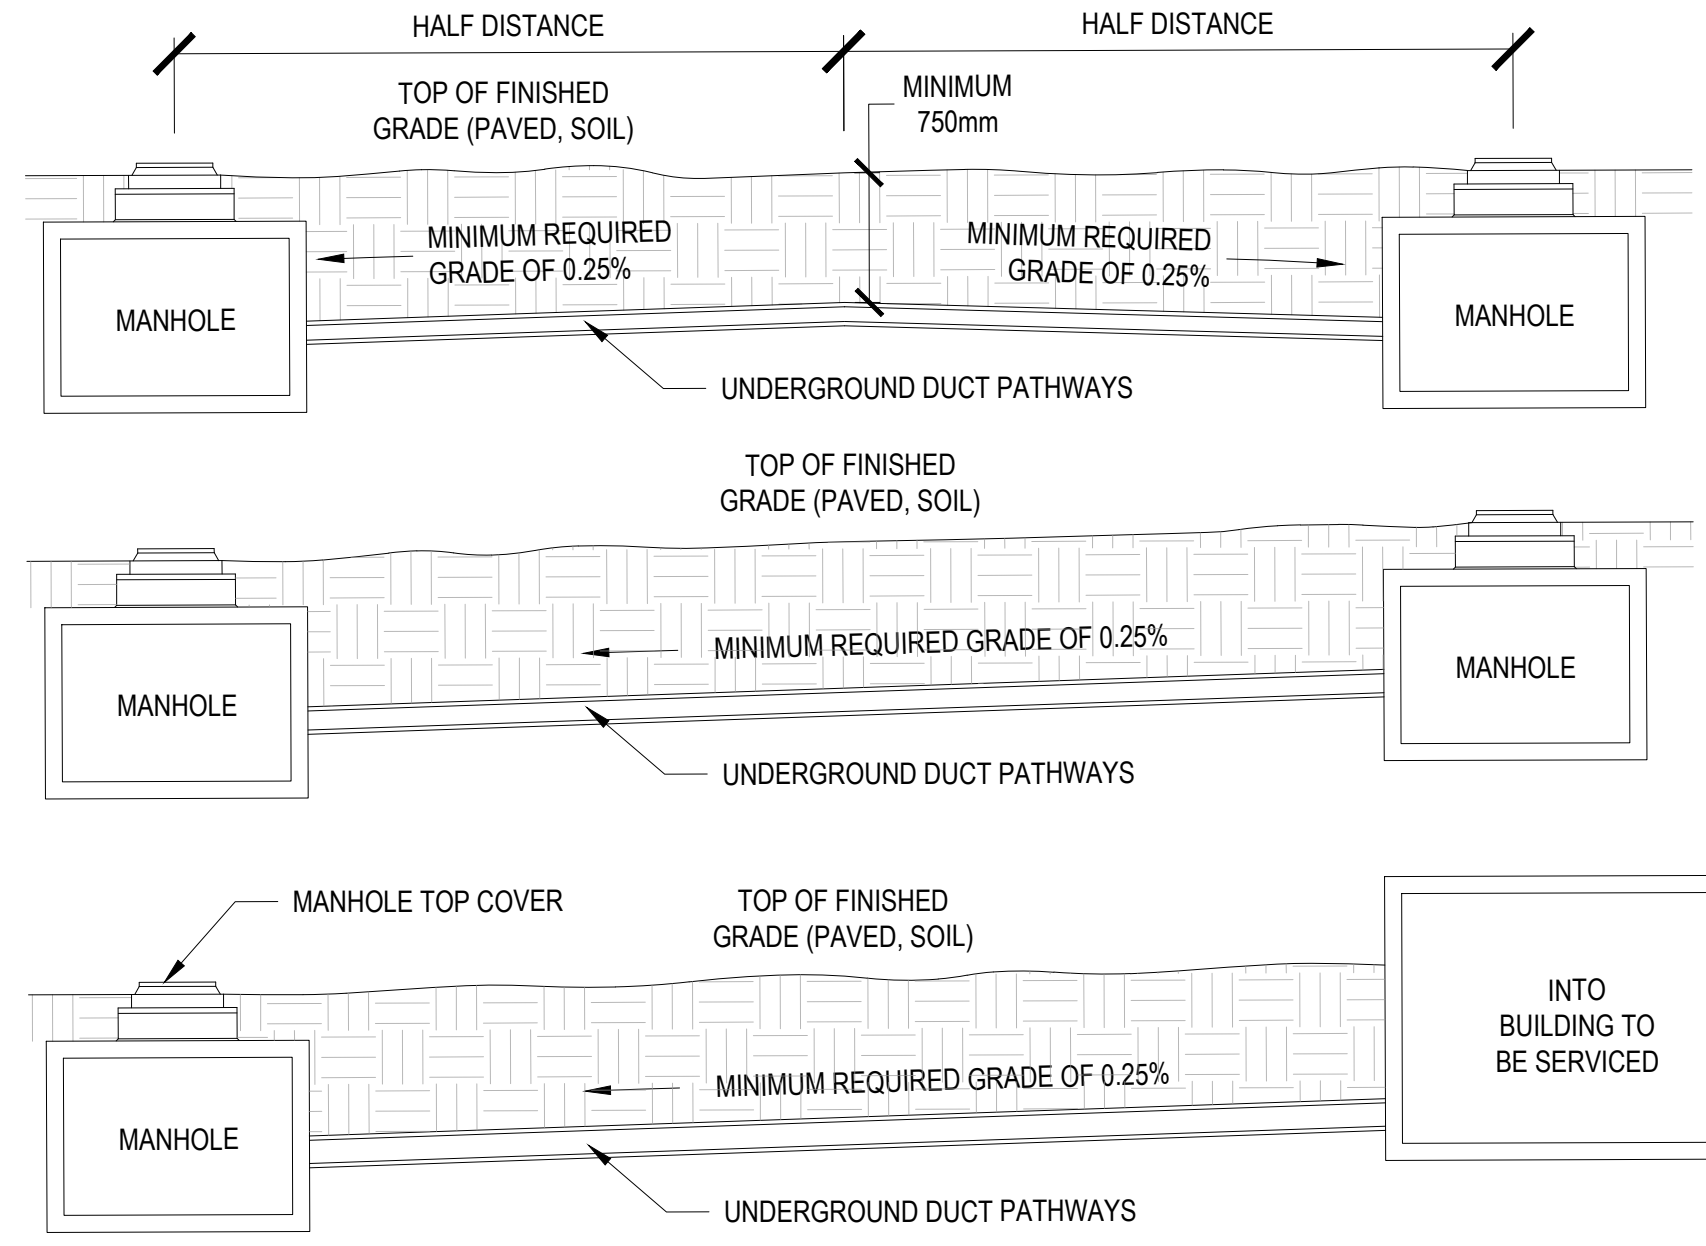 HALF DISTANCE
HALF DISTANCE
TOP OF FINISHED
GRADE (PAVED, SOIL)
MINIMUM
750mm
MINIMUM REQUIRED
GRADE OF 0.25%
MINIMUM REQUIRED
GRADE OF 0.25%
MANHOLE
MANHOLE
UNDERGROUND DUCT PATHWAYS
TOP OF FINISHED
GRADE (PAVED, SOIL)
MINIMUM REQUIRED GRADE OF 0.25%
MANHOLE
MANHOLE
UNDERGROUND DUCT PATHWAYS
MANHOLE TOP COVER
TOP OF FINISHED
GRADE (PAVED, SOIL)
INTO
BUILDING TO
BE SERVICED
MINIMUM REQUIRED GRADE OF 0.25%
MANHOLE
UNDERGROUND DUCT PATHWAYS